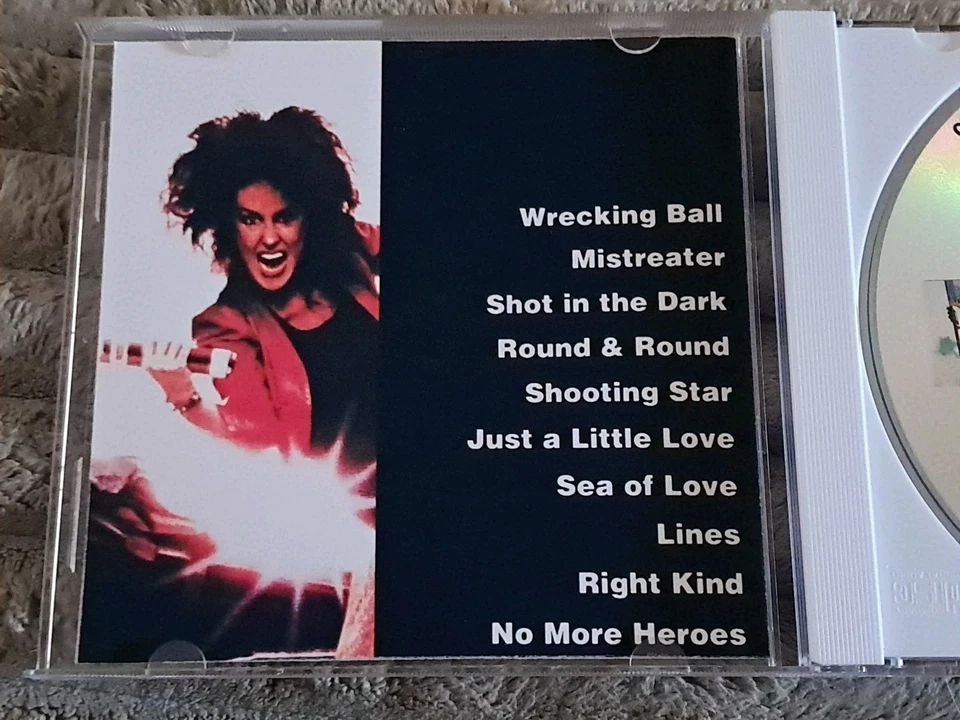 Wrecking Ball
Mistreater
Shot in the Dark
Round & Round
Shooting Star
Just a Little Love
Sea of Love
Lines
Right Kind
No More Heroes